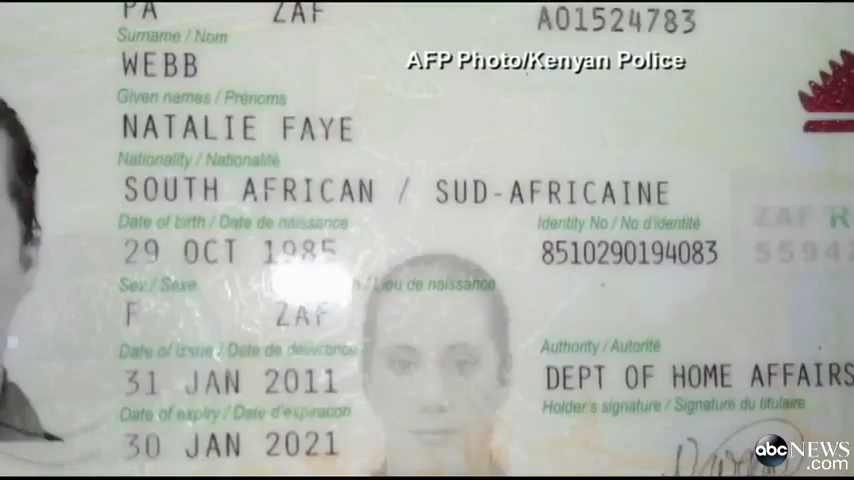 PA ZAF A01524783
Surname / Nom
AFP Photo/Kenyan Police
WEBB
Given names / Prénoms
NATALIE FAYE
Nationality / Nationalité
SOUTH AFRICAN / SUD-AFRICAINE
Date of birth / Date de naissance Identity No / No d'identité
29 OCT 1985 8510290194083
ZAF R
5594
Sex / Sexe / Lieu de naissance
F ZAF
Date of issue / Date de délivrance Authority / Autorité
31 JAN 2011 DEPT OF HOME AFFAIRS
Date of expiry / Date d'expiration Holder's signature / Signature du titulaire
30 JAN 2021
abcNEWS
.com